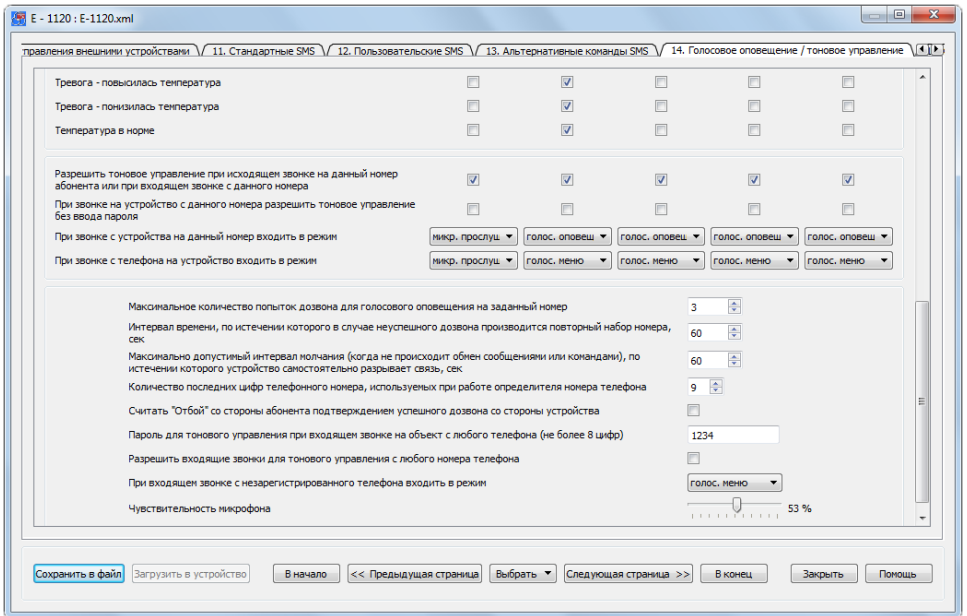 E - 1120 : E-1120.xml
правления внешними устройствами
11. Стандартные SMS
12. Пользовательские SMS
13. Альтернативные команды SMS
14. Голосовое оповещение / тоновое управление
Тревога - повысилась температура
Тревога - понизилась температура
Температура в норме
Разрешить тоновое управление при исходящем звонке на данный номер
абонента или при входящем звонке с данного номера
При звонке на устройство с данного номера разрешить тоновое управление
без ввода пароля
При звонке с устройства на данный номер входить в режим
микр. прослуш голос. оповещ голос. оповещ голос. оповещ голос. оповещ
При звонке с телефона на устройство входить в режим
микр. прослуш голос. меню голос. меню голос. меню голос. меню
Максимальное количество попыток дозвона для голосового оповещения на заданный номер
3
Интервал времени, по истечении которого в случае неуспешного дозвона производится повторный набор номера,
сек
60
Максимально допустимый интервал молчания (когда не происходит обмен сообщениями или командами), по
истечении которого устройство самостоятельно разрывает связь, сек
60
Количество последних цифр телефонного номера, используемых при работе определителя номера телефона
9
Считать "Отбой" со стороны абонента подтверждением успешного дозвона со стороны устройства
Пароль для тонового управления при входящем звонке на объект с любого телефона (не более 8 цифр)
1234
Разрешить входящие звонки для тонового управления с любого номера телефона
При входящем звонке с незарегистрированного телефона входить в режим
голос. меню
Чувствительность микрофона
53 %
Сохранить в файл
Загрузить в устройство
В начало
<< Предыдущая страница
Выбрать
Следующая страница >>
В конец
Закрыть
Помощь